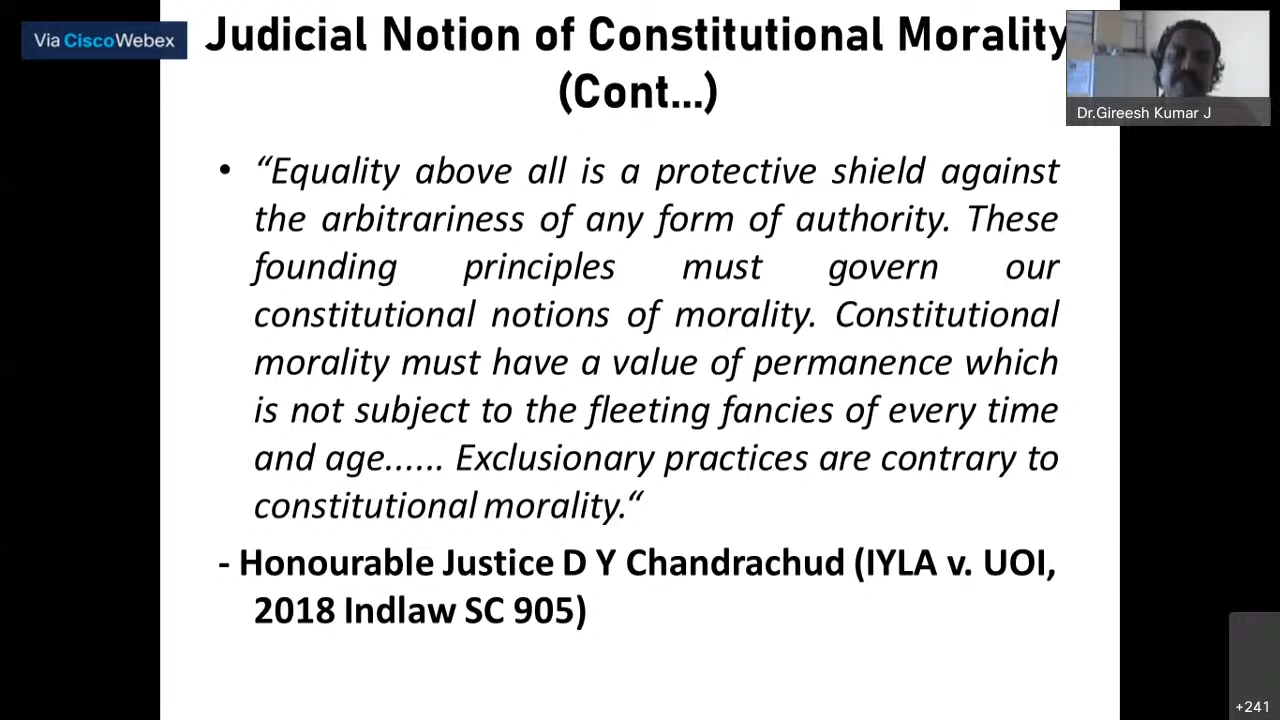 Via CiscoWebex
Judicial Notion of Constitutional Morality
(Cont...)
Dr.Gireesh Kumar J
• “Equality above all is a protective shield against
the arbitrariness of any form of authority. These
founding principles must govern our
constitutional notions of morality. Constitutional
morality must have a value of permanence which
is not subject to the fleeting fancies of every time
and age...... Exclusionary practices are contrary to
constitutional morality.“
- Honourable Justice D Y Chandrachud (IYLA v. UOI,
2018 Indlaw SC 905)
+241